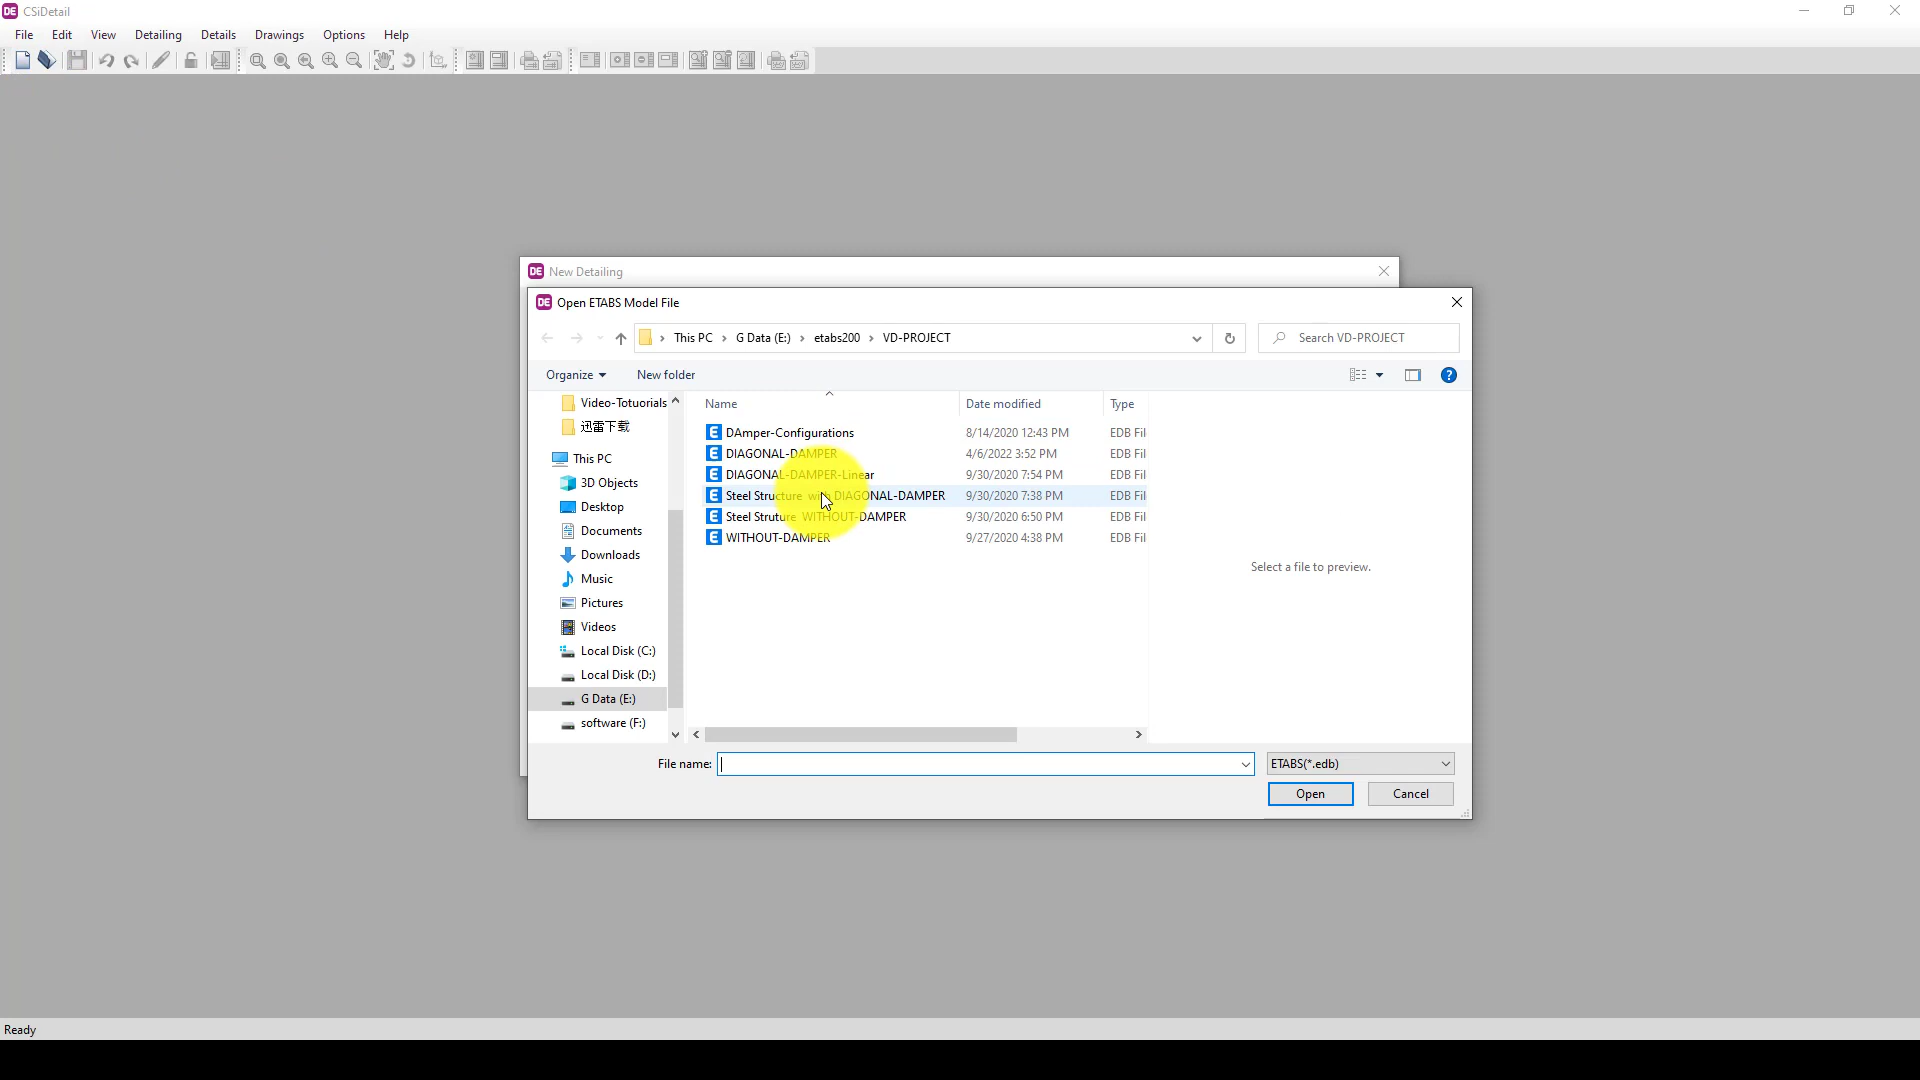 DE CSiDetail
File Edit View Detailing Details Drawings Options Help
DE New Detailing
DE Open ETABS Model File
This PC > G Data (E:) > etabs200 > VD-PROJECT
Search VD-PROJECT
Organize New folder
Name Date modified Type
Video-Totuorials
迅雷下载
This PC
3D Objects
Desktop
Documents
Downloads
Music
Pictures
Videos
Local Disk (C:)
Local Disk (D:)
G Data (E:)
software (F:)
DAmper-Configurations 8/14/2020 12:43 PM EDB Fil
DIAGONAL-DAMPER 4/6/2022 3:52 PM EDB Fil
DIAGONAL-DAMPER-Linear 9/30/2020 7:54 PM EDB Fil
Steel Structure with DIAGONAL-DAMPER 9/30/2020 7:38 PM EDB Fil
Steel Struture WITHOUT-DAMPER 9/30/2020 6:50 PM EDB Fil
WITHOUT-DAMPER 9/27/2020 4:38 PM EDB Fil
Select a file to preview.
File name: ETABS(*.edb)
Open Cancel
Ready